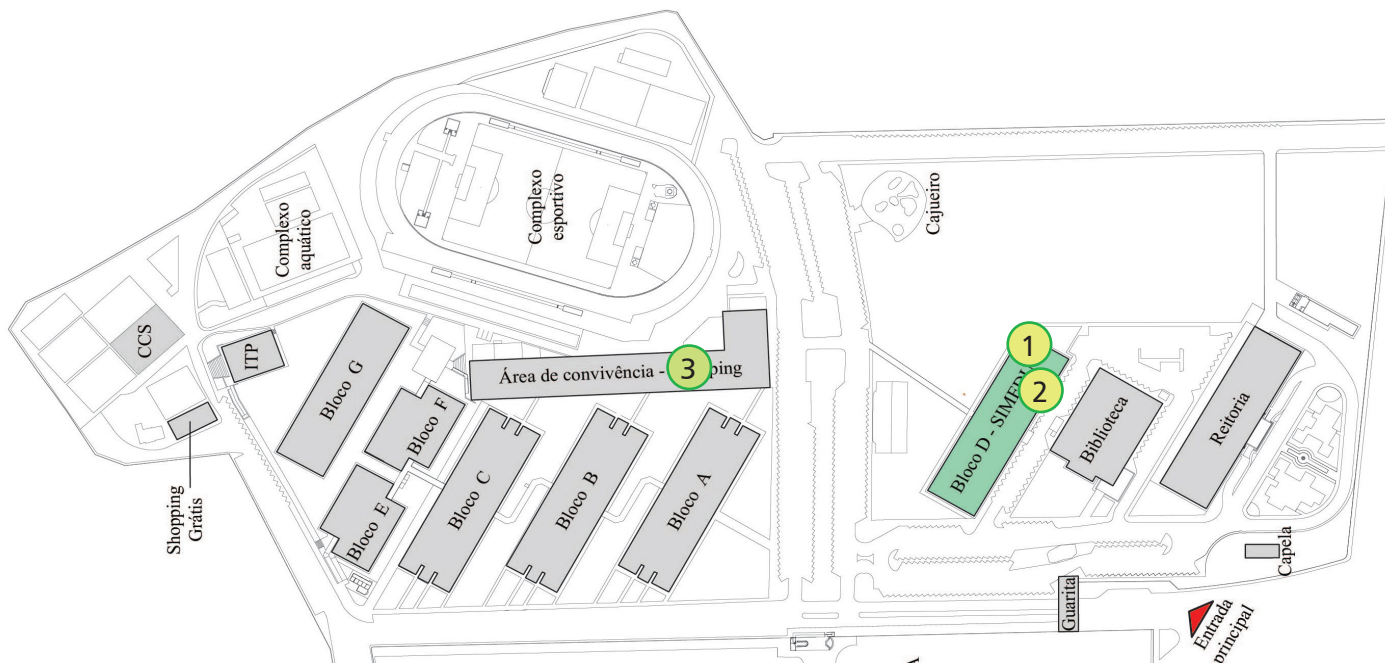 Complexo
esportivo
Complexo
aquático
Cajueiro
CCS
ITP
Bloco G
Bloco F
Área de convivência -
ping
3
1
2
Bloco D - SIMEDI
Biblioteca
Reitoria
Bloco E
Bloco C
Bloco B
Bloco A
Shopping
Grátis
Capela
Guarita
Entrada
principal